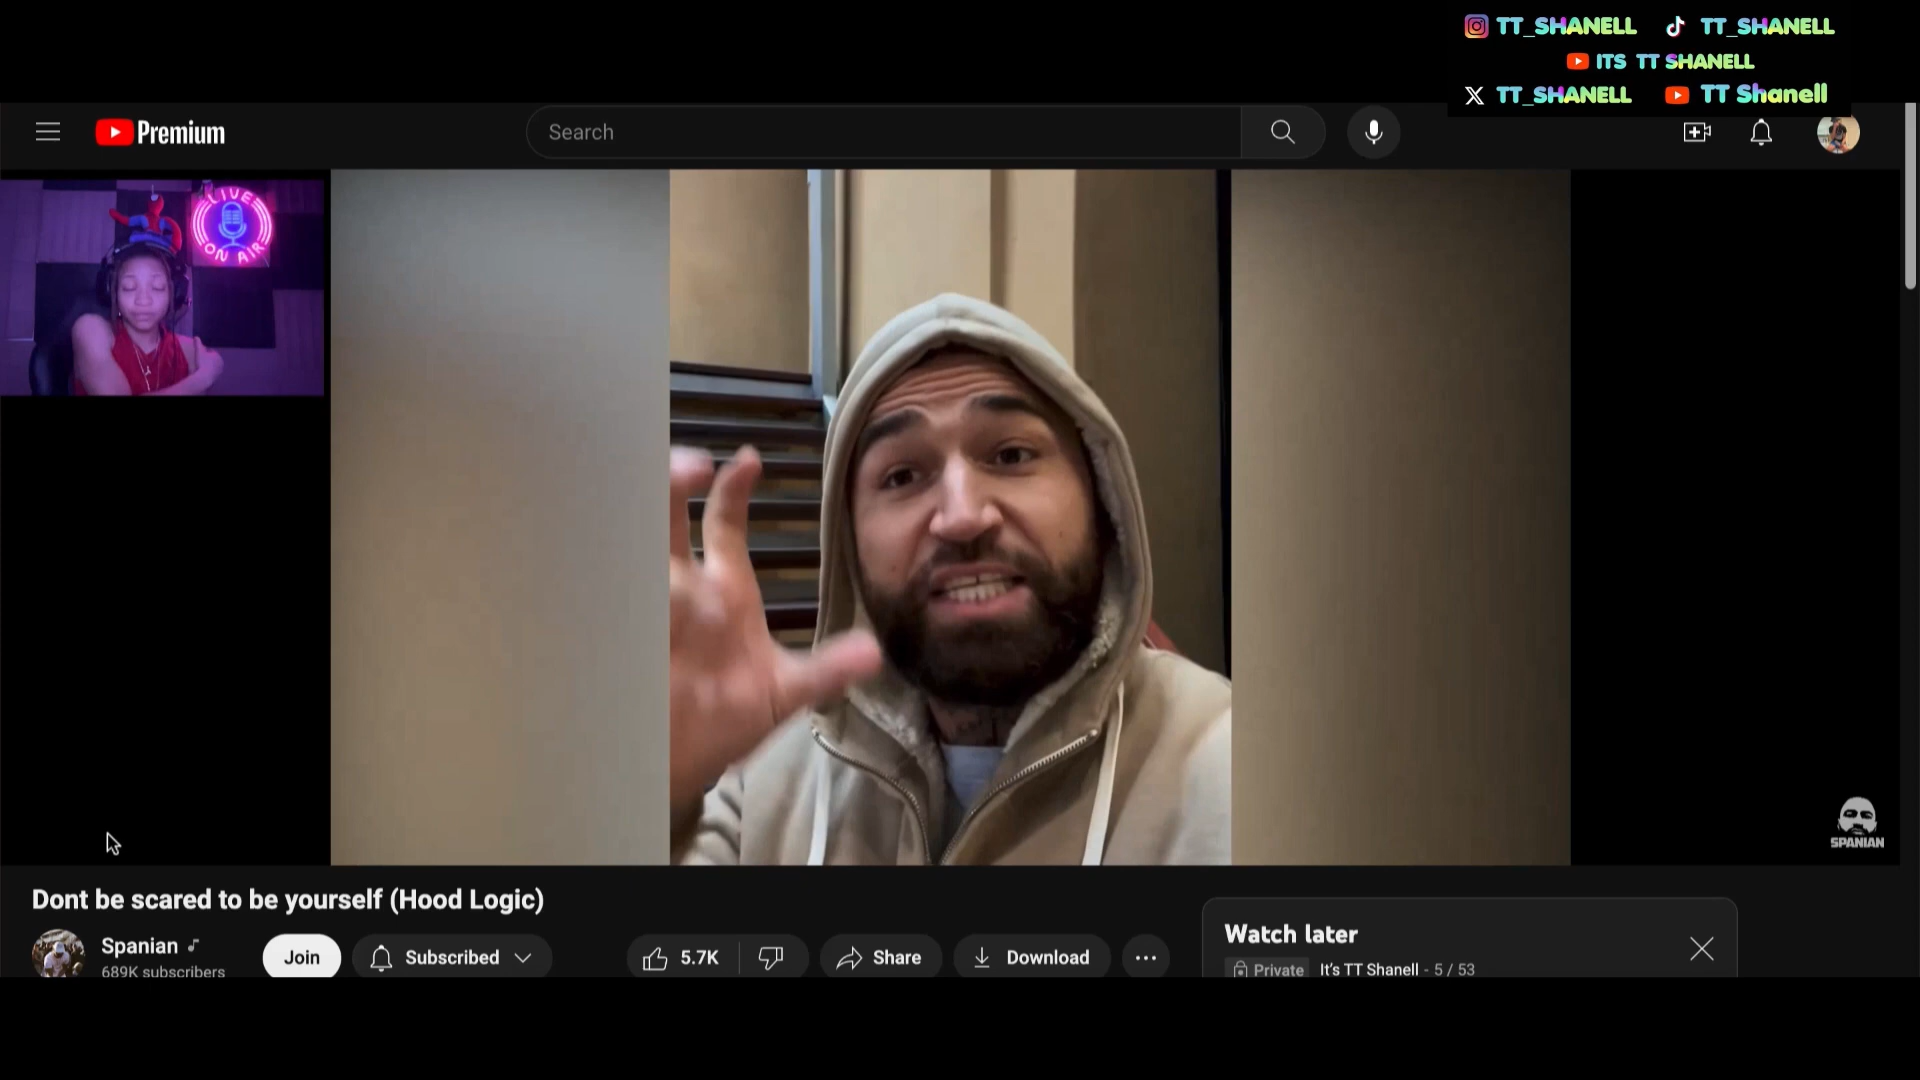 TT_SHANELL TT_SHANELL
ITS TT SHANELL
TT_SHANELL TT Shanell
Premium
Search
LIVE
ON AIR
SPANIAN
Dont be scared to be yourself (Hood Logic)
Spanian
689K subscribers
Join
Subscribed
5.7K
Share
Download
Watch later
Private It's TT Shanell - 5 / 53